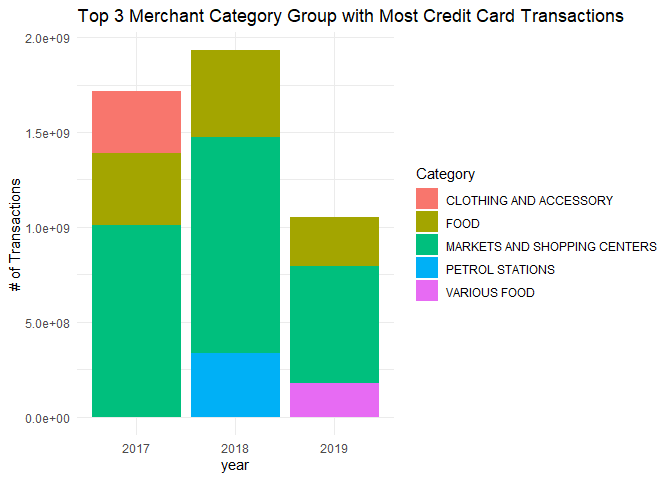 Top 3 Merchant Category Group with Most Credit Card Transactions
2.0e+09
1.5e+09
1.0e+09
5.0e+08
0.0e+00
# of Transactions
2017 2018 2019
year
Category
CLOTHING AND ACCESSORY
FOOD
MARKETS AND SHOPPING CENTERS
PETROL STATIONS
VARIOUS FOOD